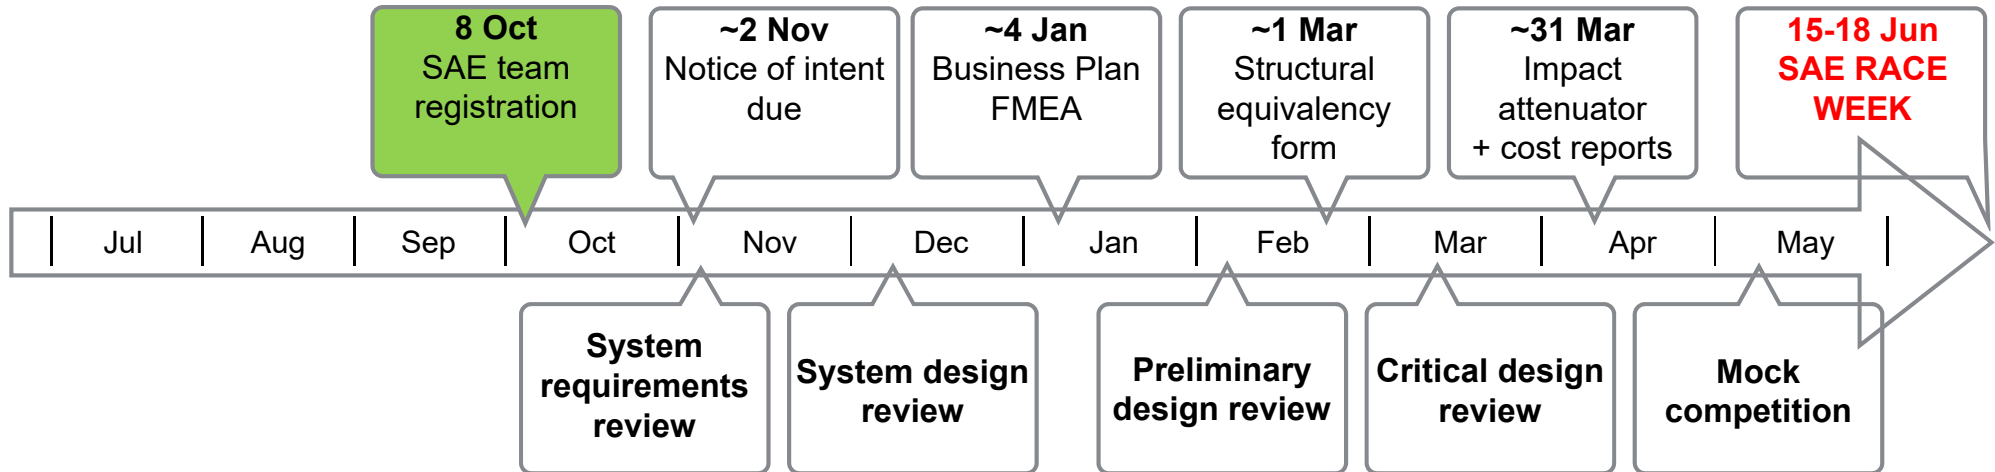 8 Oct
SAE team
registration
~2 Nov
Notice of intent
due
~4 Jan
Business Plan
FMEA
~1 Mar
Structural
equivalency
form
~31 Mar
Impact
attenuator
+ cost reports
15-18 Jun
SAE RACE
WEEK
Jul
Aug
Sep
Oct
Nov
Dec
Jan
Feb
Mar
Apr
May
System
requirements
review
System design
review
Preliminary
design review
Critical design
review
Mock
competition